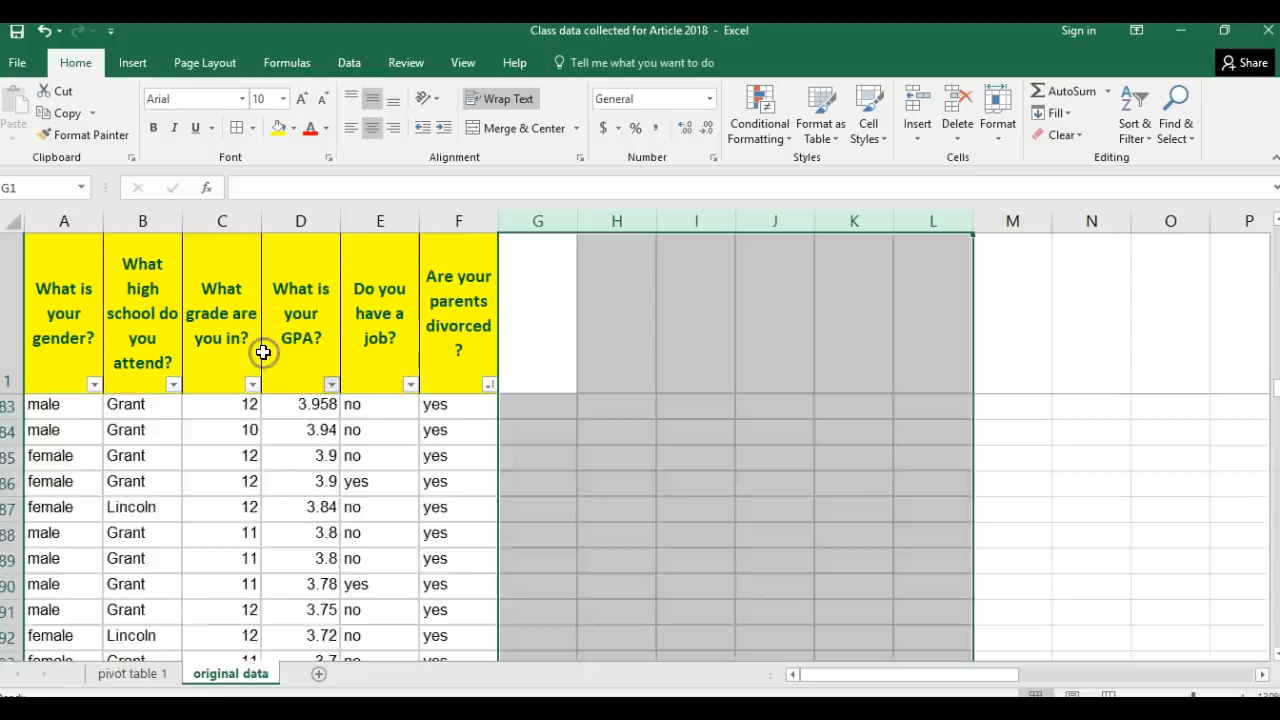 Class data collected for Article 2018 - Excel
Sign in
File
Home
Insert
Page Layout
Formulas
Data
Review
View
Help
Tell me what you want to do
Share
Paste
Cut
Copy
Format Painter
Clipboard
Arial
10
B I U
A A
Font
Wrap Text
Merge & Center
Alignment
General
$ % ,
Number
Conditional Formatting
Format as Table
Cell Styles
Styles
Insert
Delete
Format
Cells
AutoSum
Fill
Clear
Sort & Filter
Find & Select
Editing
G1
fx
A B C D E F G H I J K L M N O P
1
What is your gender?
What high school do you attend?
What grade are you in?
What is your GPA?
Do you have a job?
Are your parents divorced ?
83 male Grant 12 3.958 no yes
84 male Grant 10 3.94 no yes
85 female Grant 12 3.9 no yes
86 female Grant 12 3.9 yes yes
87 female Lincoln 12 3.84 no yes
88 male Grant 11 3.8 no yes
89 male Grant 11 3.8 no yes
90 male Grant 11 3.78 yes yes
91 male Grant 12 3.75 no yes
92 female Lincoln 12 3.72 no yes
female Grant 11 3.7 no yes
pivot table 1
original data